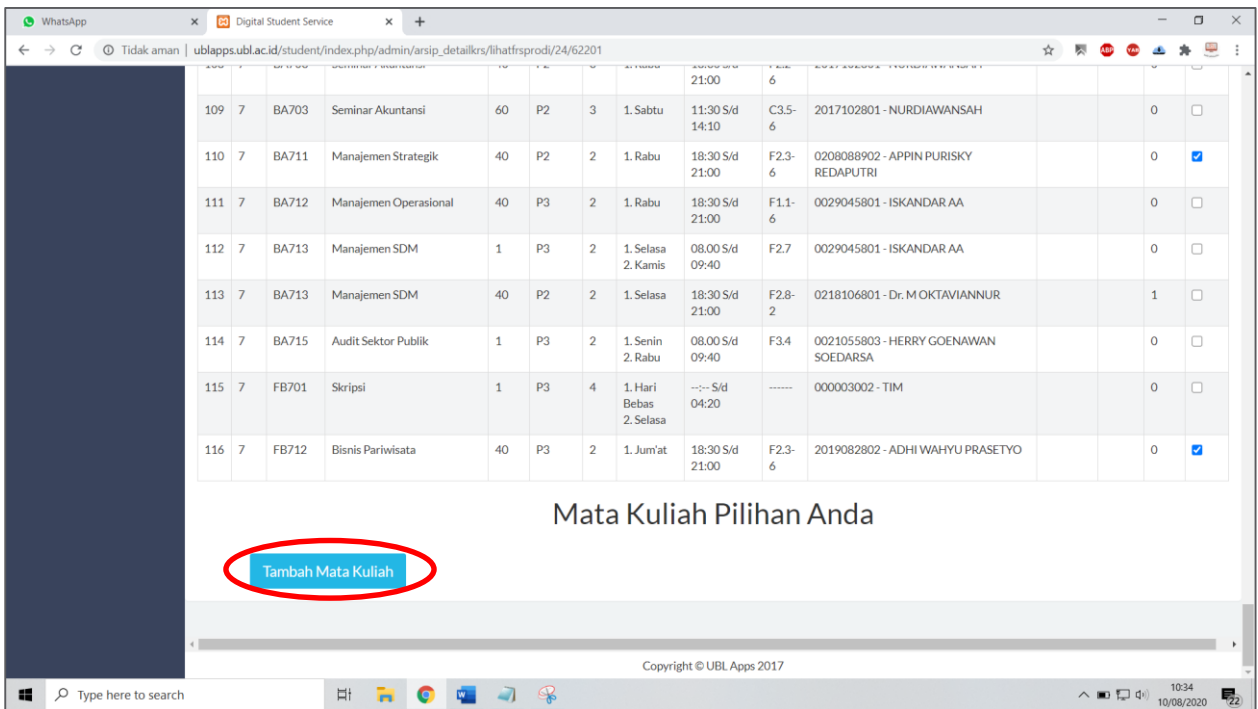 WhatsApp
Digital Student Service
Tidak aman | ublapps.ubl.ac.id/student/index.php/admin/arsip_detailkrs/lihatfrsprodi/24/62201
ABP
21:00 6
109 7 BA703 Seminar Akuntansi 60 P2 3 1. Sabtu 11:30 S/d C3.5- 2017102801 - NURDIAWANSAH 0
14:10 6
110 7 BA711 Manajemen Strategik 40 P2 2 1. Rabu 18:30 S/d F2.3- 0208088902 - APPIN PURISKY 0
21:00 6 REDAPUTRI
111 7 BA712 Manajemen Operasional 40 P3 2 1. Rabu 18:30 S/d F1.1- 0029045801 - ISKANDAR AA 0
21:00 6
112 7 BA713 Manajemen SDM 1 P3 2 1. Selasa 08.00 S/d F2.7 0029045801 - ISKANDAR AA 0
2. Kamis 09:40
113 7 BA713 Manajemen SDM 40 P2 2 1. Selasa 18:30 S/d F2.8- 0218106801 - Dr. M OKTAVIANNUR 1
21:00 2
114 7 BA715 Audit Sektor Publik 1 P3 2 1. Senin 08.00 S/d F3.4 0021055803 - HERRY GOENAWAN 0
2. Rabu 09:40 SOEDARSA
115 7 FB701 Skripsi 1 P3 4 1. Hari --:-- S/d ------ 000003002 - TIM 0
Bebas 04:20
2. Selasa
116 7 FB712 Bisnis Pariwisata 40 P3 2 1. Jum'at 18:30 S/d F2.3- 2019082802 - ADHI WAHYU PRASETYO 0
21:00 6
Mata Kuliah Pilihan Anda
Tambah Mata Kuliah
Copyright © UBL Apps 2017
Type here to search
10:34
10/08/2020
22